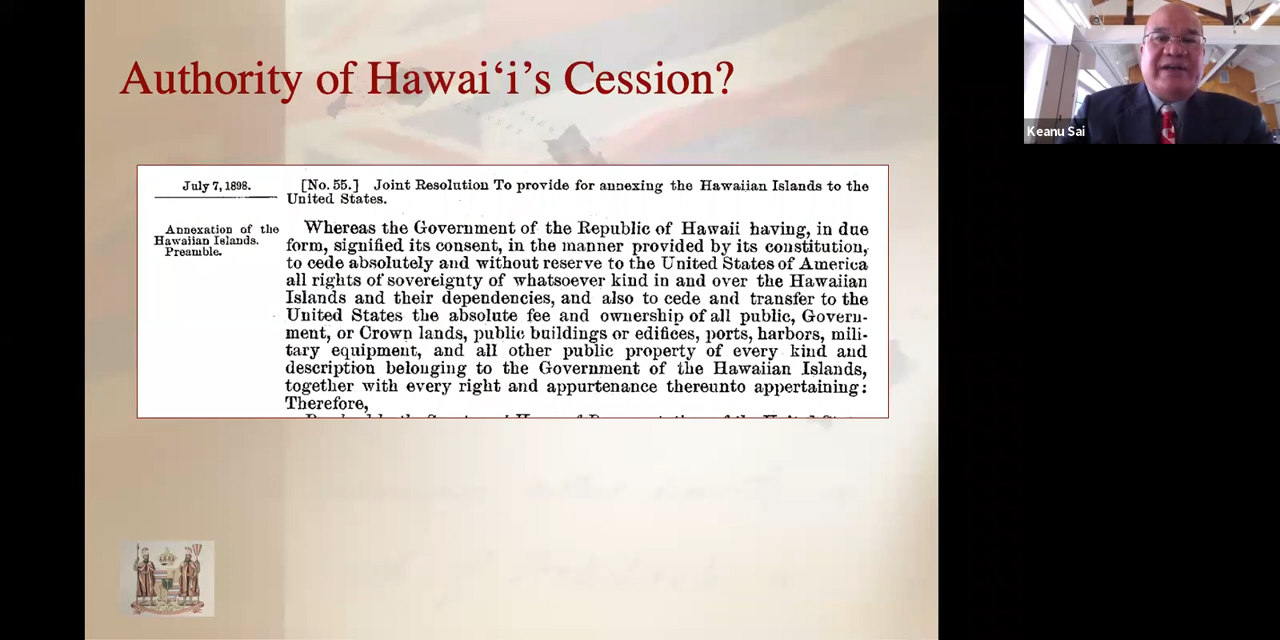 Authority of Hawai‘i’s Cession?
July 7, 1898.
[No. 55.] Joint Resolution To provide for annexing the Hawaiian Islands to the
United States.
Annexation of the
Hawaiian Islands.
Preamble.
Whereas the Government of the Republic of Hawaii having, in due
form, signified its consent, in the manner provided by its constitution,
to cede absolutely and without reserve to the United States of America
all rights of sovereignty of whatsoever kind in and over the Hawaiian
Islands and their dependencies, and also to cede and transfer to the
United States the absolute fee and ownership of all public, Govern-
ment, or Crown lands, public buildings or edifices, ports, harbors, mili-
tary equipment, and all other public property of every kind and
description belonging to the Government of the Hawaiian Islands,
together with every right and appurtenance thereunto appertaining:
Therefore,
Keanu Sai